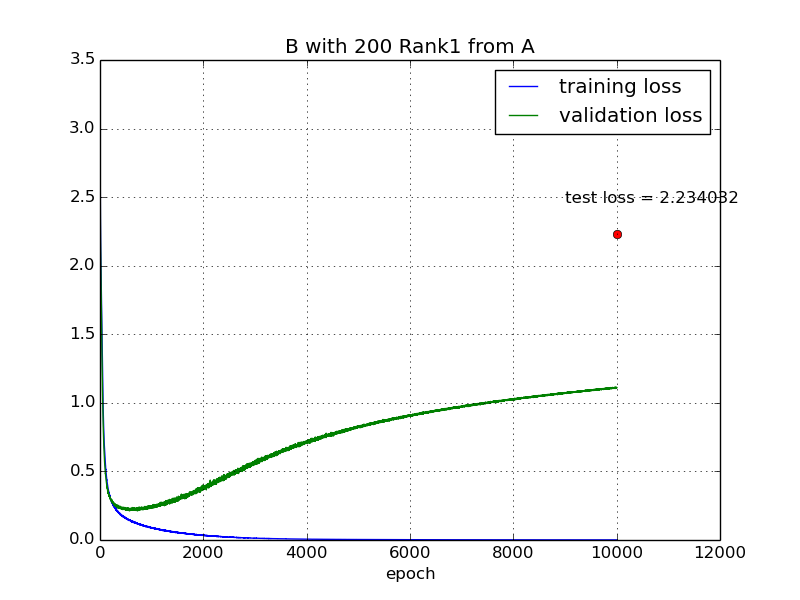 B with 200 Rank1 from A
3.5
3.0
2.5
2.0
1.5
1.0
0.5
0.0
training loss
validation loss
test loss = 2.234032
0 2000 4000 6000 8000 10000 12000
epoch